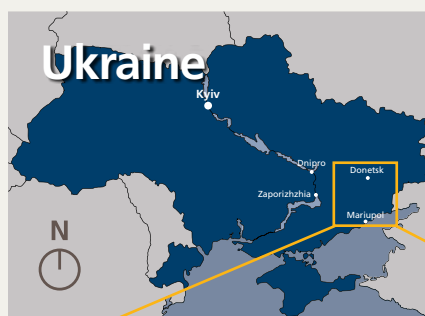 Ukraine
Kyiv
Dnipro
Donetsk
Zaporizhzhia
Mariupol
N